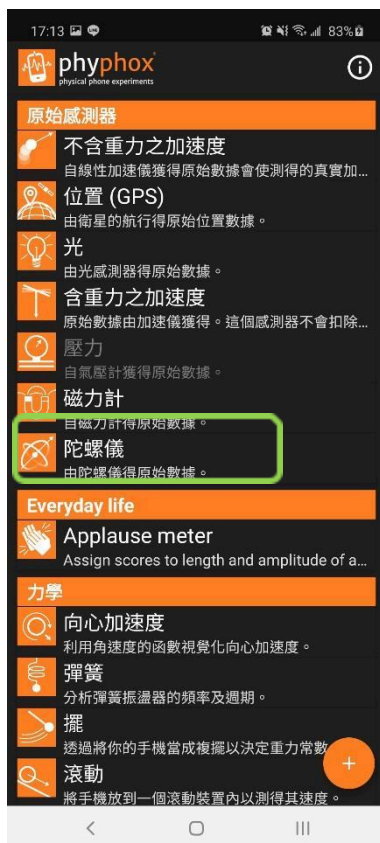 17:13 83%
phyphox
physical phone experiments
原始感測器
不含重力之加速度
自線性加速儀獲得原始數據會使測得的真實加...
位置 (GPS)
由衛星的航行得原始位置數據。
光
由光感測器得原始數據。
含重力之加速度
原始數據由加速儀獲得。這個感測器不會扣除...
壓力
自氣壓計獲得原始數據。
磁力計
自磁力計得原始數據。
陀螺儀
由陀螺儀得原始數據。
Everyday life
Applause meter
Assign scores to length and amplitude of a...
力學
向心加速度
利用角速度的函數視覺化向心加速度。
彈簧
分析彈簧振盪器的頻率及週期。
擺
透過將你的手機當成複擺以決定重力常數
滾動
將手機放到一個滾動裝置內以測得其速度。